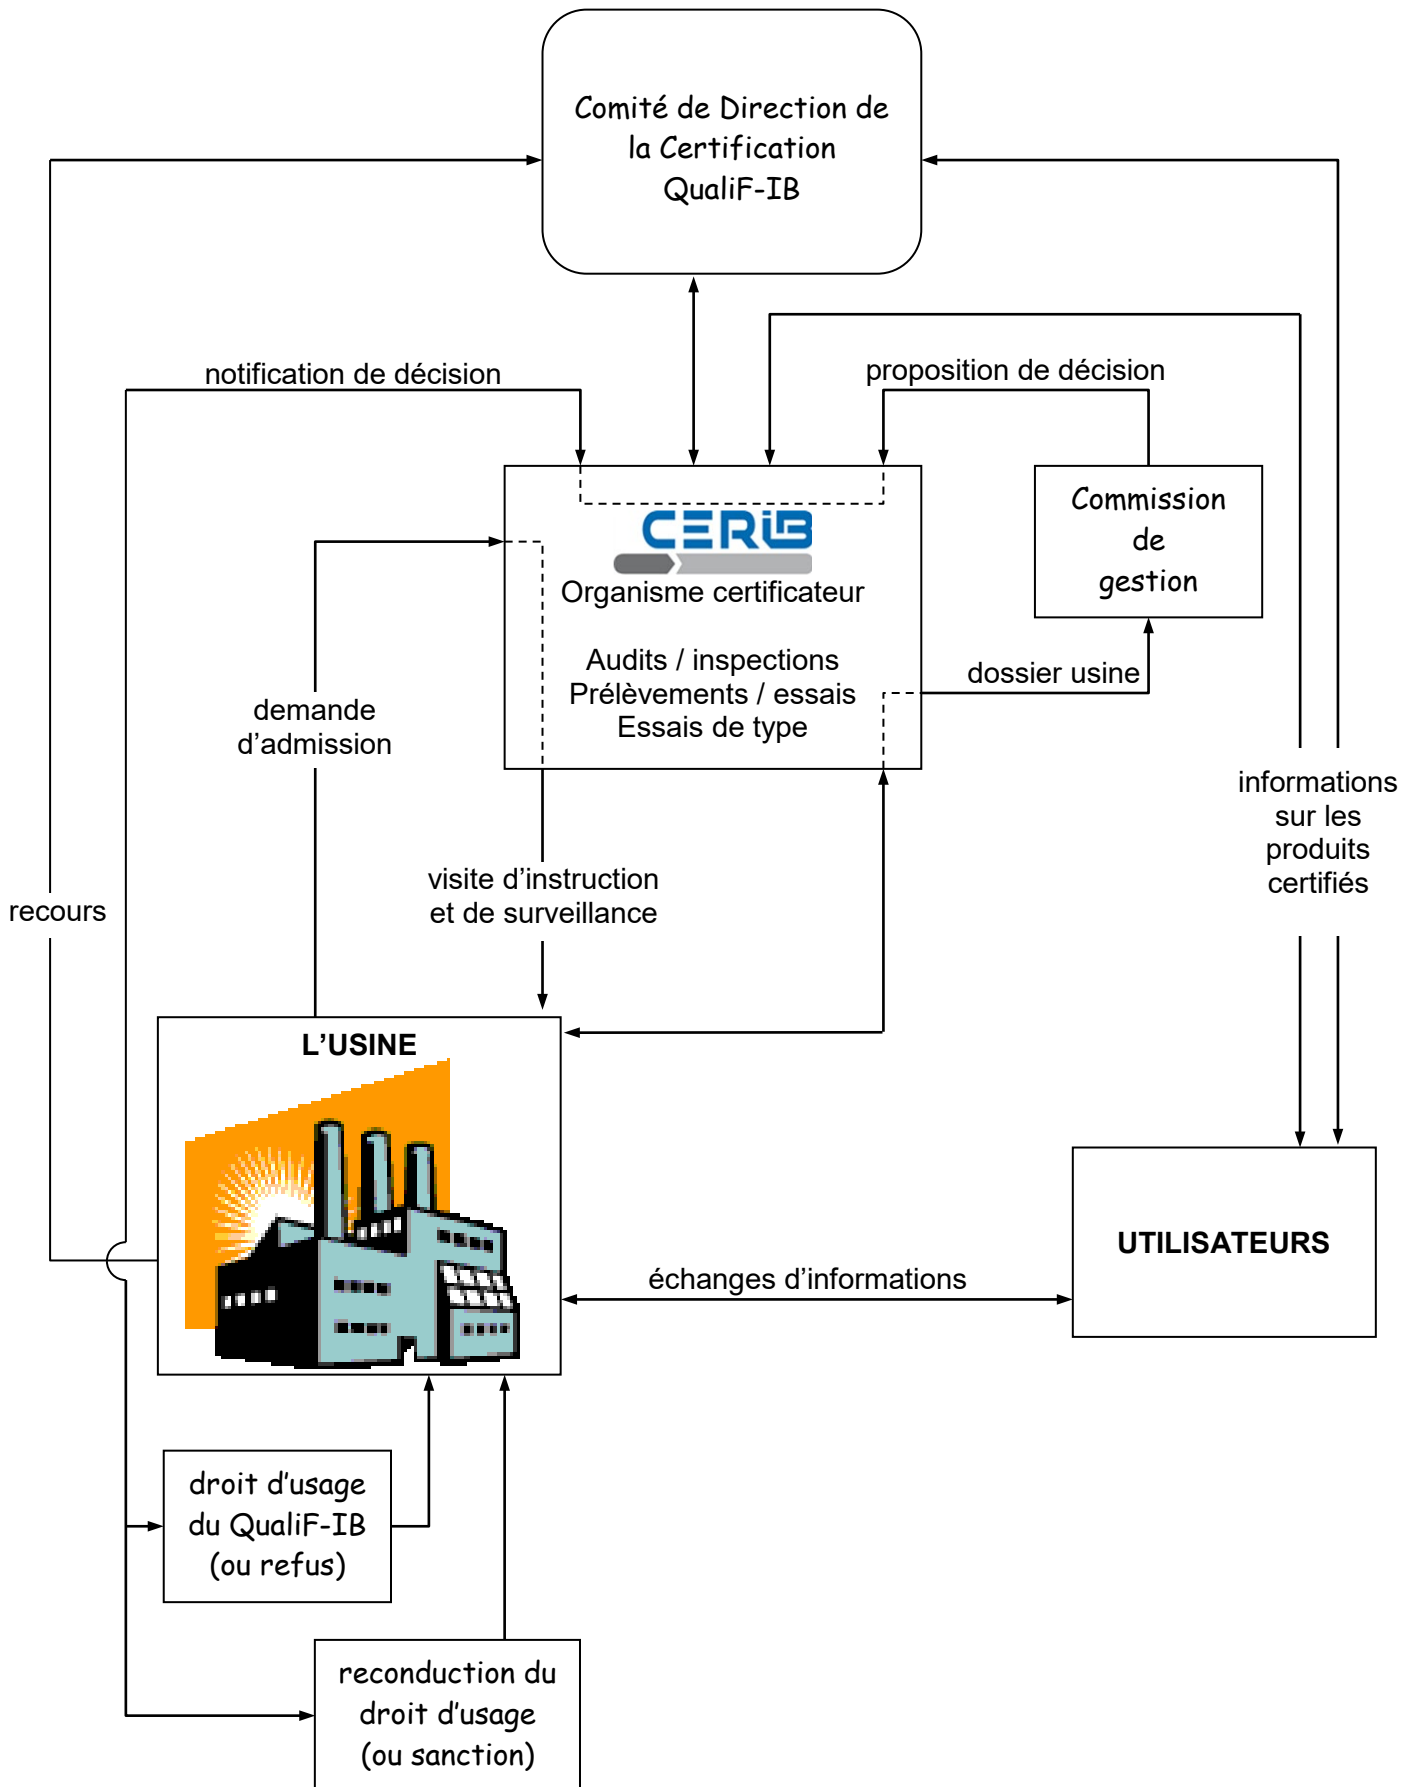 Comité de Direction de
la Certification
QualiF-IB
notification de décision
proposition de décision
CERIB
Organisme certificateur
Audits / inspections
Prélèvements / essais
Essais de type
Commission
de
gestion
dossier usine
demande
d’admission
informations
sur les
produits
certifiés
visite d’instruction
et de surveillance
recours
L’USINE
UTILISATEURS
échanges d’informations
droit d’usage
du QualiF-IB
(ou refus)
reconduction du
droit d’usage
(ou sanction)